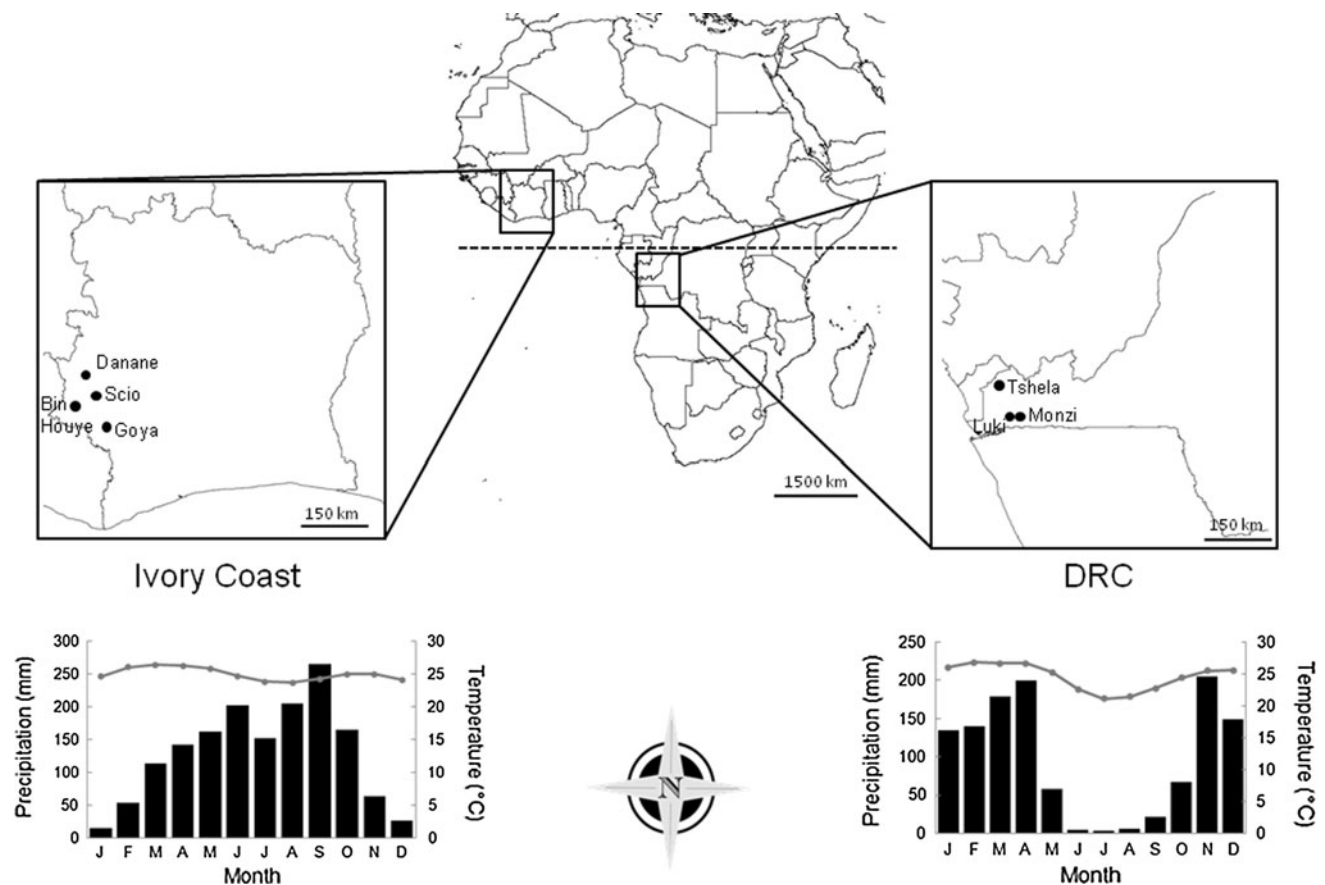 Danane
Scio
Bin
Houye
Goya
150 km
Ivory Coast
1500 km
Tshela
Monzi
Luki
150 km
DRC
Precipitation (mm)
300
250
200
150
100
50
0
30
25
20
15
10
5
0
Temperature (°C)
J F M A M J J A S O N D
Month
N
Precipitation (mm)
250
200
150
100
50
0
30
25
20
15
10
5
0
Temperature (°C)
J F M A M J J A S O N D
Month